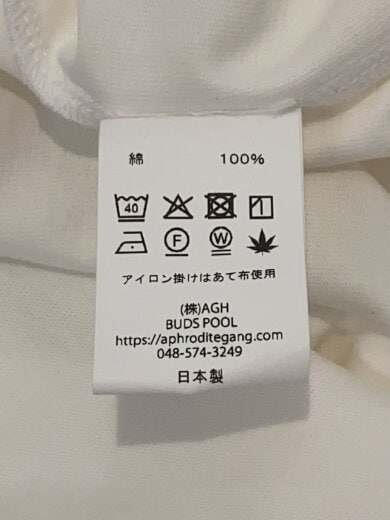 綿 100%
40
F W
アイロン掛けはあて布使用
(株)AGH
BUDS POOL
https://aphroditegang.com
048-574-3249
日本製